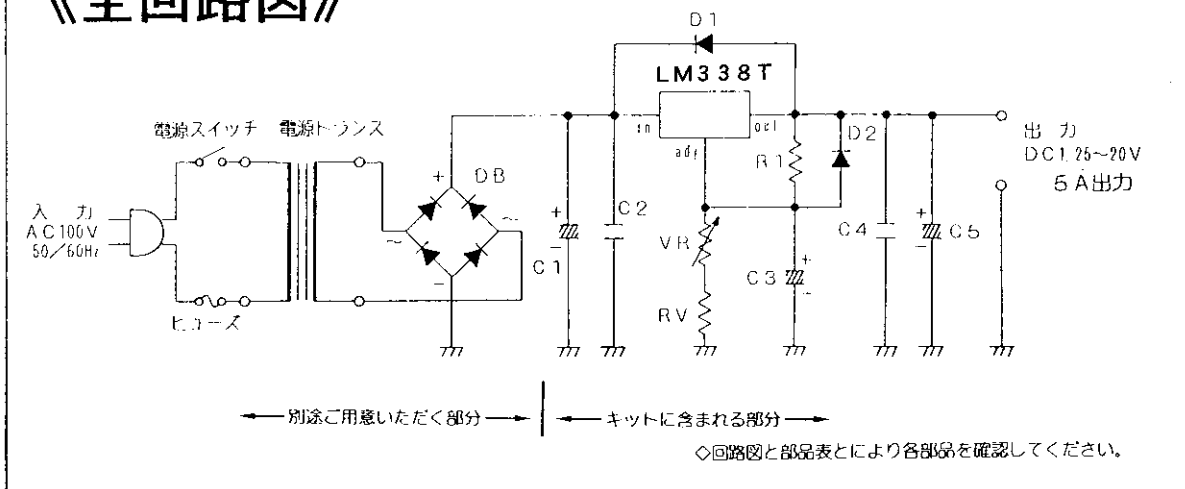 《全回路図》
D1
LM338T
in
out
adj
電源スイッチ
電源トランス
入 力
AC100V
50/60Hz
ヒューズ
+
DB
~
~
-
+
-
C1
C2
R1
D2
VR
RV
+
-
C3
C4
+
-
C5
出 力
DC1.25~20V
5A出力
別途ご用意いただく部分
キットに含まれる部分
◇回路図と部品表とにより各部品を確認してください。